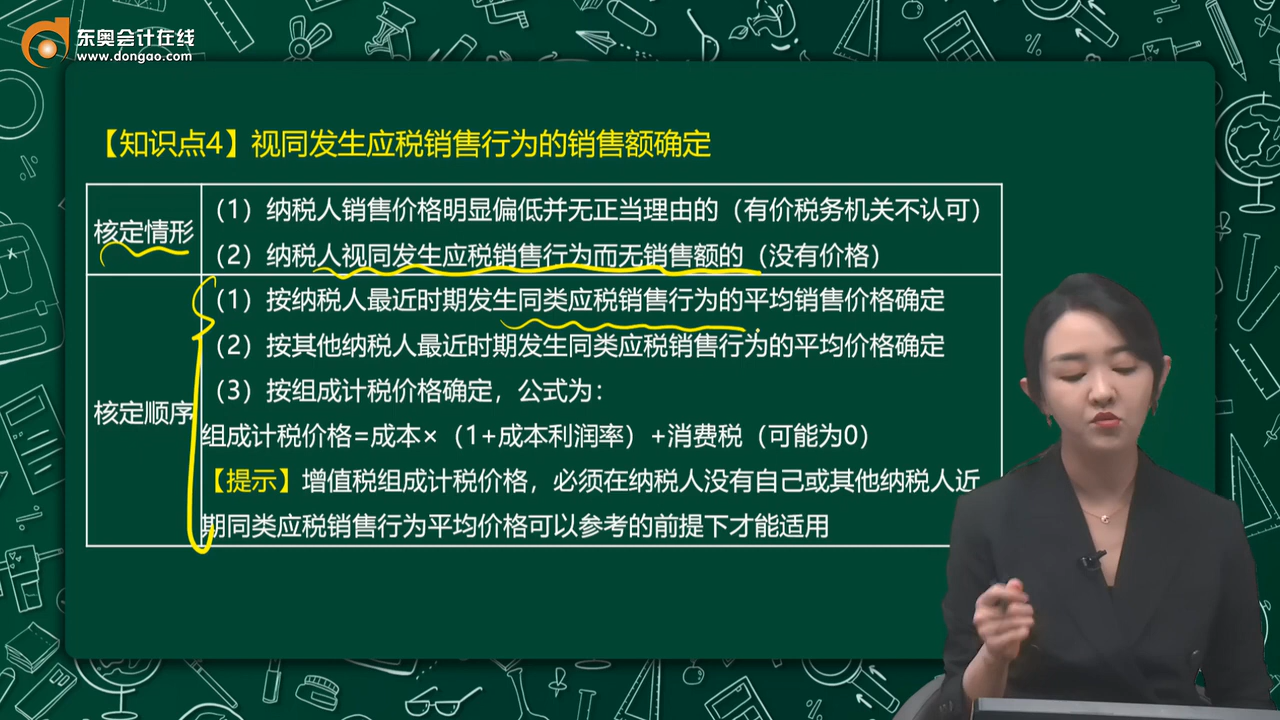 东奥会计在线
www.dongao.com
【知识点4】视同发生应税销售行为的销售额确定
核定情形
（1）纳税人销售价格明显偏低并无正当理由的（有价税务机关不认可）
（2）纳税人视同发生应税销售行为而无销售额的（没有价格）
核定顺序
（1）按纳税人最近时期发生同类应税销售行为的平均销售价格确定
（2）按其他纳税人最近时期发生同类应税销售行为的平均价格确定
（3）按组成计税价格确定，公式为：
组成计税价格=成本×（1+成本利润率）+消费税（可能为0）
【提示】增值税组成计税价格，必须在纳税人没有自己或其他纳税人近
期同类应税销售行为平均价格可以参考的前提下才能适用